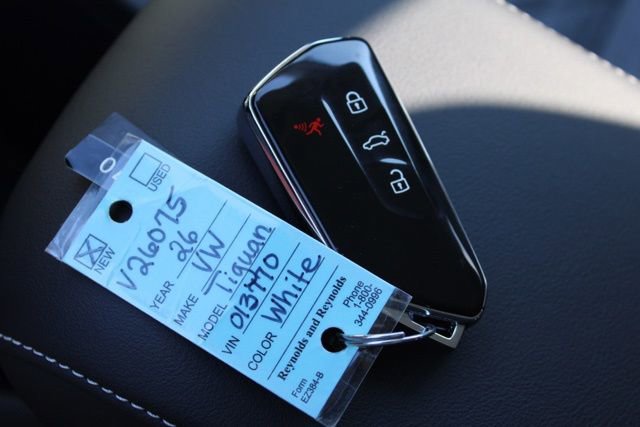 NEW
USED
V26075
YEAR 26
MAKE VW
MODEL Tiguan
VIN 013770
COLOR White
Reynolds and Reynolds
Form
EZ384-B
Phone
1-800-
344-0996